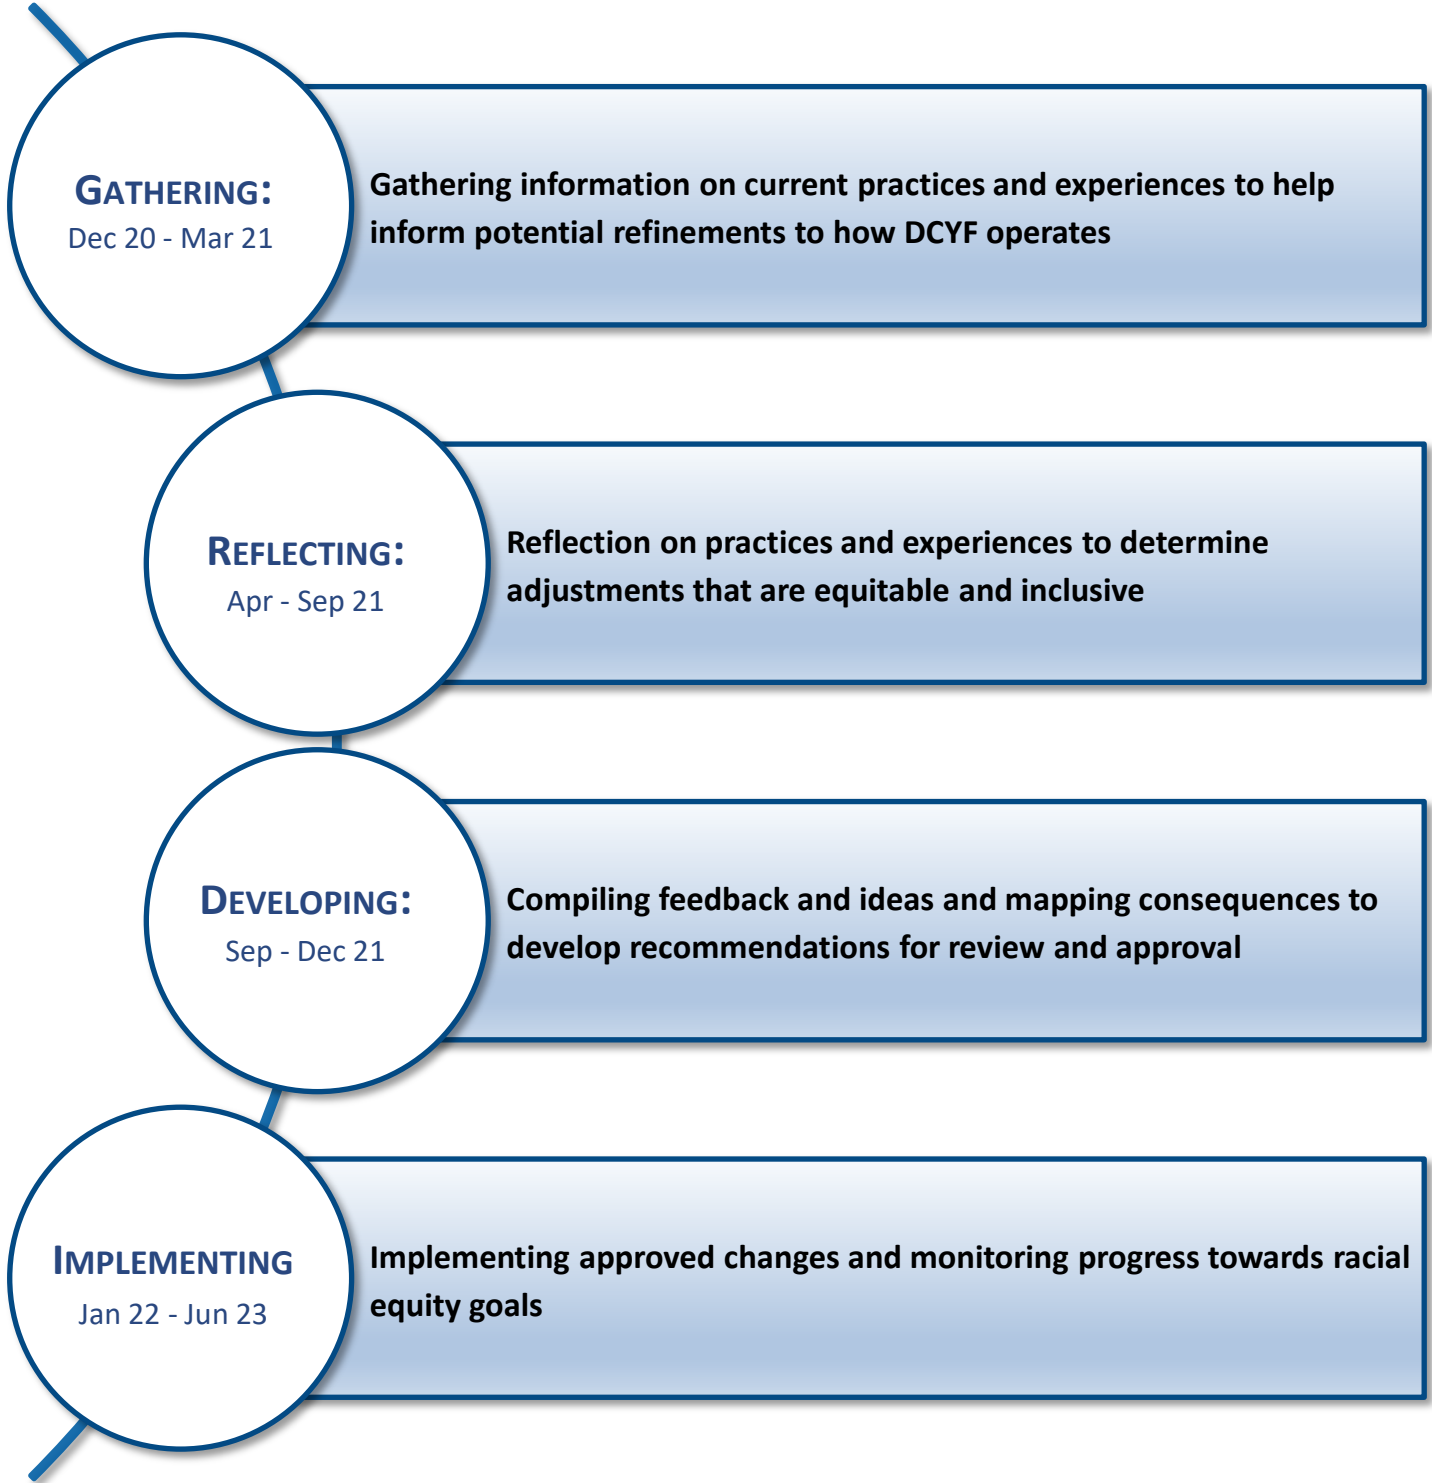 GATHERING:
Dec 20 - Mar 21
Gathering information on current practices and experiences to help
inform potential refinements to how DCYF operates
REFLECTING:
Apr - Sep 21
Reflection on practices and experiences to determine
adjustments that are equitable and inclusive
DEVELOPING:
Sep - Dec 21
Compiling feedback and ideas and mapping consequences to
develop recommendations for review and approval
IMPLEMENTING
Jan 22 - Jun 23
Implementing approved changes and monitoring progress towards racial
equity goals